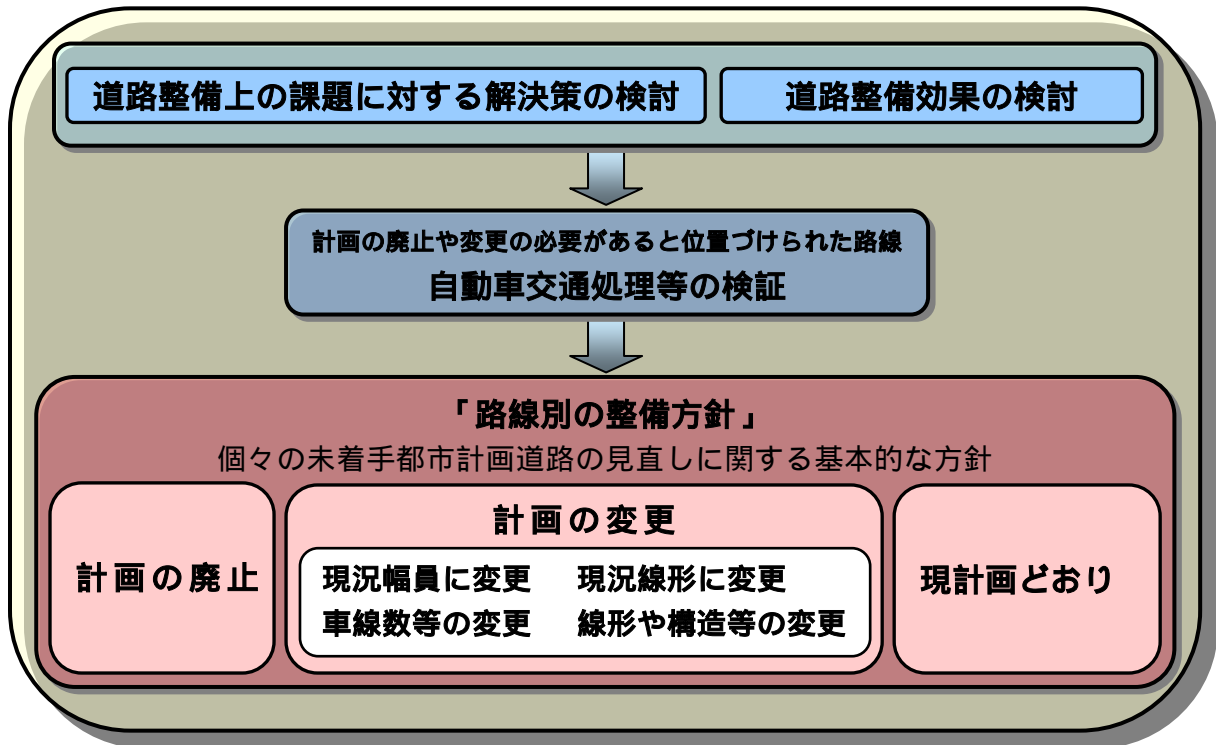 道路整備上の課題に対する解決策の検討
道路整備効果の検討
計画の廃止や変更の必要があると位置づけられた路線
自動車交通処理等の検証
「路線別の整備方針」
個々の未着手都市計画道路の見直しに関する基本的な方針
計画の廃止
計画の変更
現況幅員に変更 現況線形に変更
車線数等の変更 線形や構造等の変更
現計画どおり